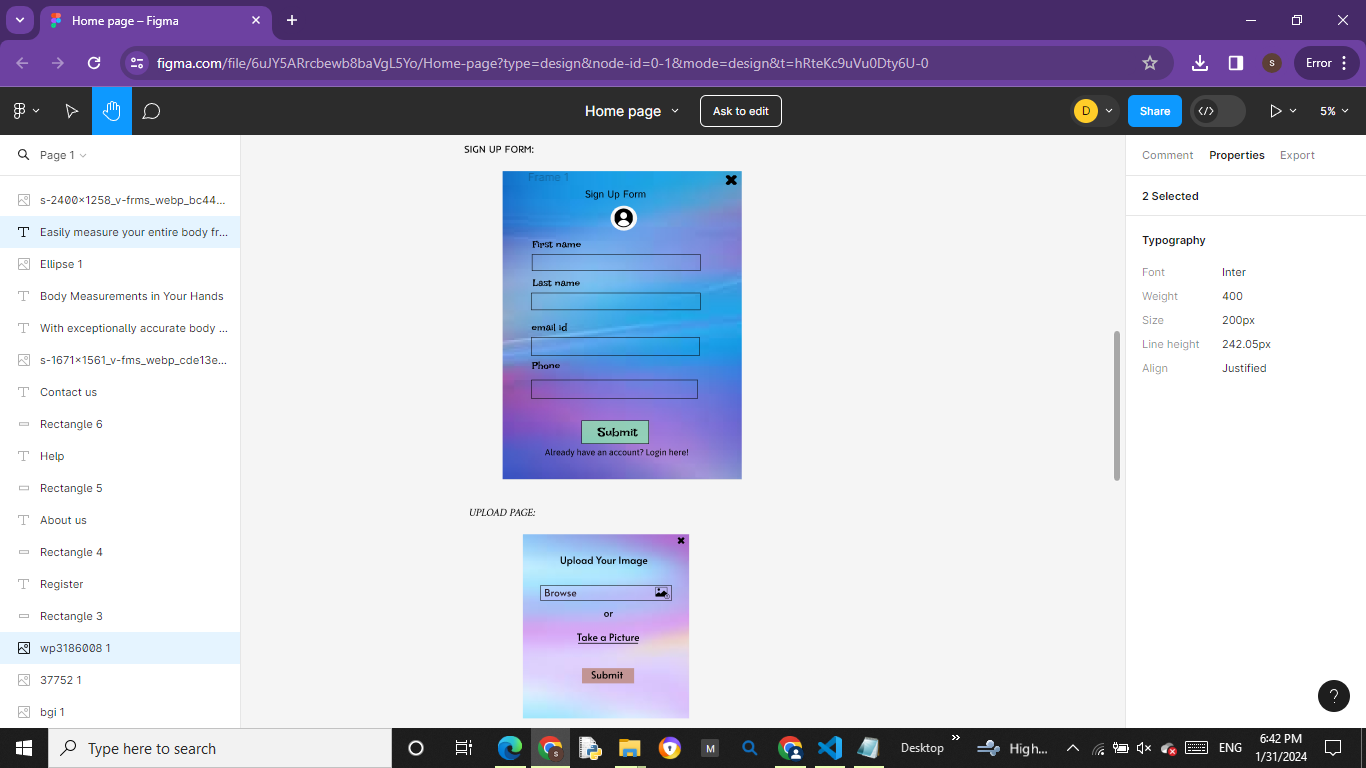 Home page – Figma
figma.com/file/6uJY5ARrcbewb8baVgL5Yo/Home-page?type=design&node-id=0-1&mode=design&t=hRteKc9uVu0Dty6U-0
S
Error
Home page
Ask to edit
D
Share
5%
Page 1
s-2400×1258_v-frms_webp_bc44...
Easily measure your entire body fr...
Ellipse 1
Body Measurements in Your Hands
With exceptionally accurate body ...
s-1671×1561_v-fms_webp_cde13e...
Contact us
Rectangle 6
Help
Rectangle 5
About us
Rectangle 4
Register
Rectangle 3
wp3186008 1
37752 1
bgi 1
SIGN UP FORM:
Frame 1
Sign Up Form
First name
Last name
email id
Phone
Submit
Already have an account? Login here!
UPLOAD PAGE:
Upload Your Image
Browse
or
Take a Picture
Submit
Comment Properties Export
2 Selected
Typography
Font Inter
Weight 400
Size 200px
Line height 242.05px
Align Justified
?
Type here to search
M
Desktop
High...
ENG
6:42 PM
1/31/2024